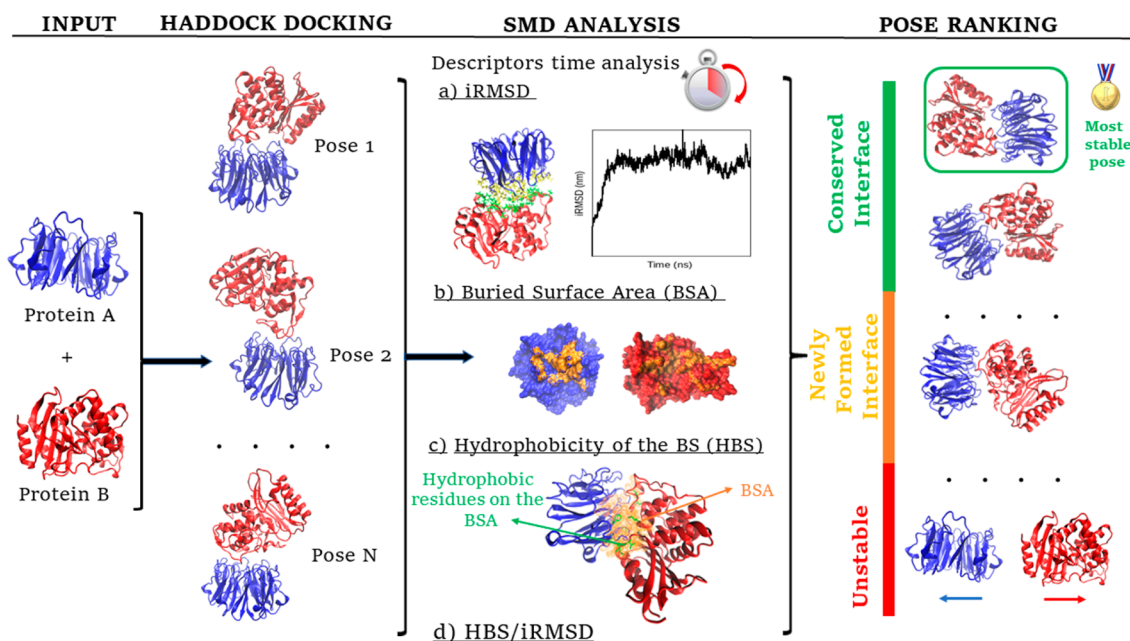 INPUT
HADDOCK DOCKING
SMD ANALYSIS
POSE RANKING
Protein A
+
Protein B
Pose 1
Pose 2
. . . .
Pose N
Descriptors time analysis
a) iRMSD
iRMSD (nm)
Time (ns)
b) Buried Surface Area (BSA)
c) Hydrophobicity of the BS (HBS)
Hydrophobic
residues on the
BSA
BSA
d) HBS/iRMSD
Conserved
Interface
Newly
Formed
Interface
Unstable
Most
stable
pose
. . . .
. . . .